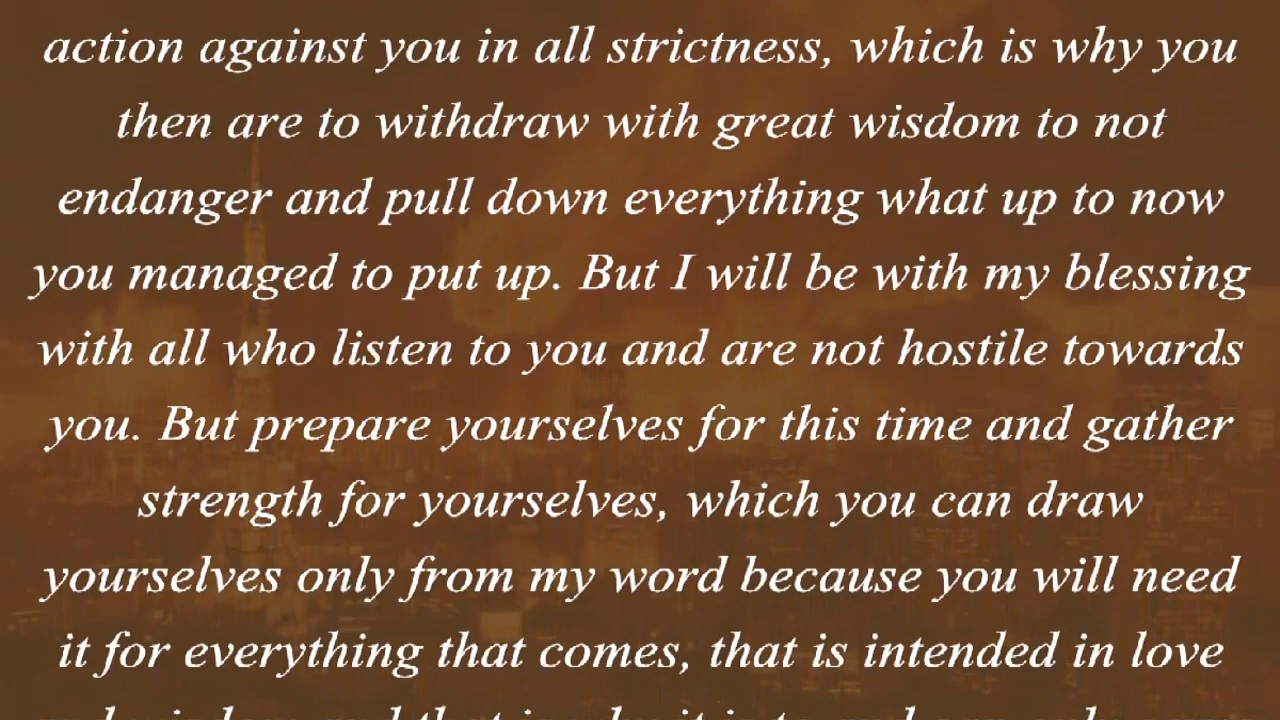 action against you in all strictness, which is why you
then are to withdraw with great wisdom to not
endanger and pull down everything what up to now
you managed to put up. But I will be with my blessing
with all who listen to you and are not hostile towards
you. But prepare yourselves for this time and gather
strength for yourselves, which you can draw
yourselves only from my word because you will need
it for everything that comes, that is intended in love